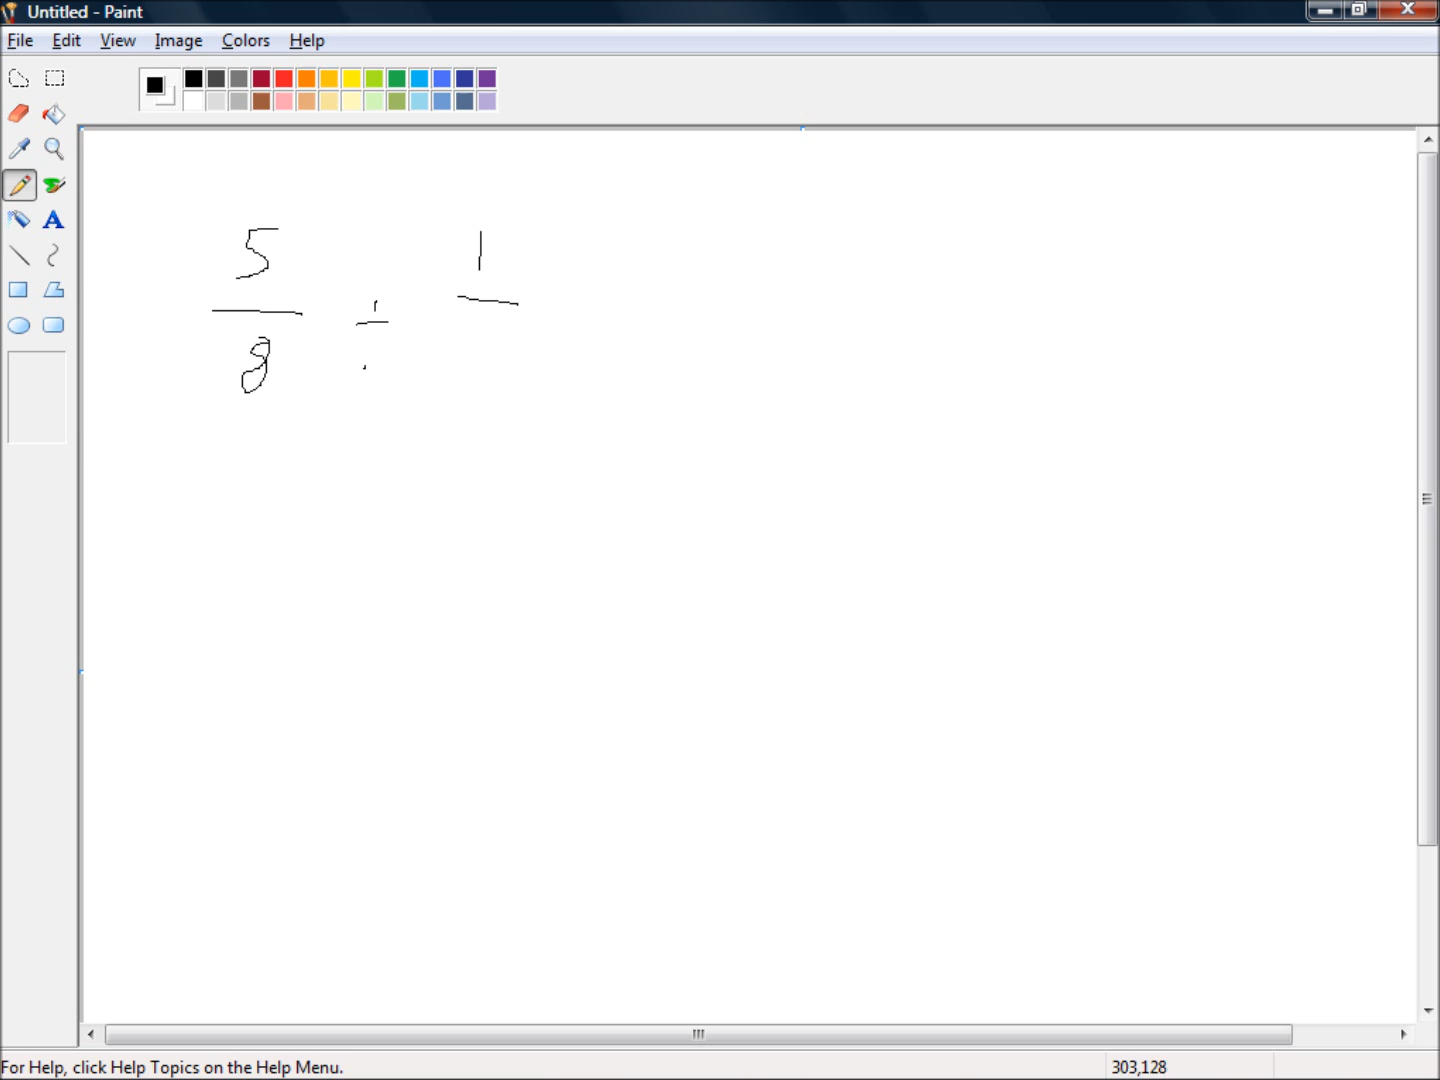 Untitled - Paint
File Edit View Image Colors Help
A
5 1
÷
8
For Help, click Help Topics on the Help Menu. 303,128